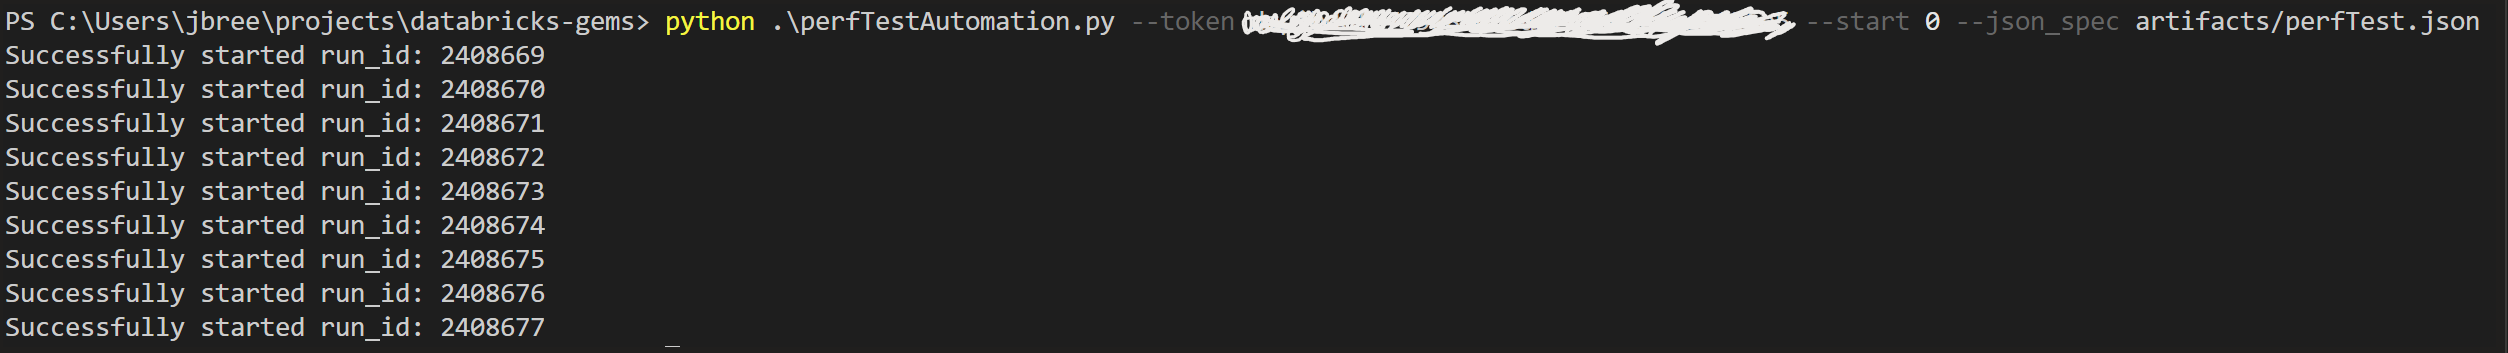 PS C:\Users\jbree\projects\databricks-gems> python .\perfTestAutomation.py --token --start 0 --json_spec artifacts/perfTest.json
Successfully started run_id: 2408669
Successfully started run_id: 2408670
Successfully started run_id: 2408671
Successfully started run_id: 2408672
Successfully started run_id: 2408673
Successfully started run_id: 2408674
Successfully started run_id: 2408675
Successfully started run_id: 2408676
Successfully started run_id: 2408677